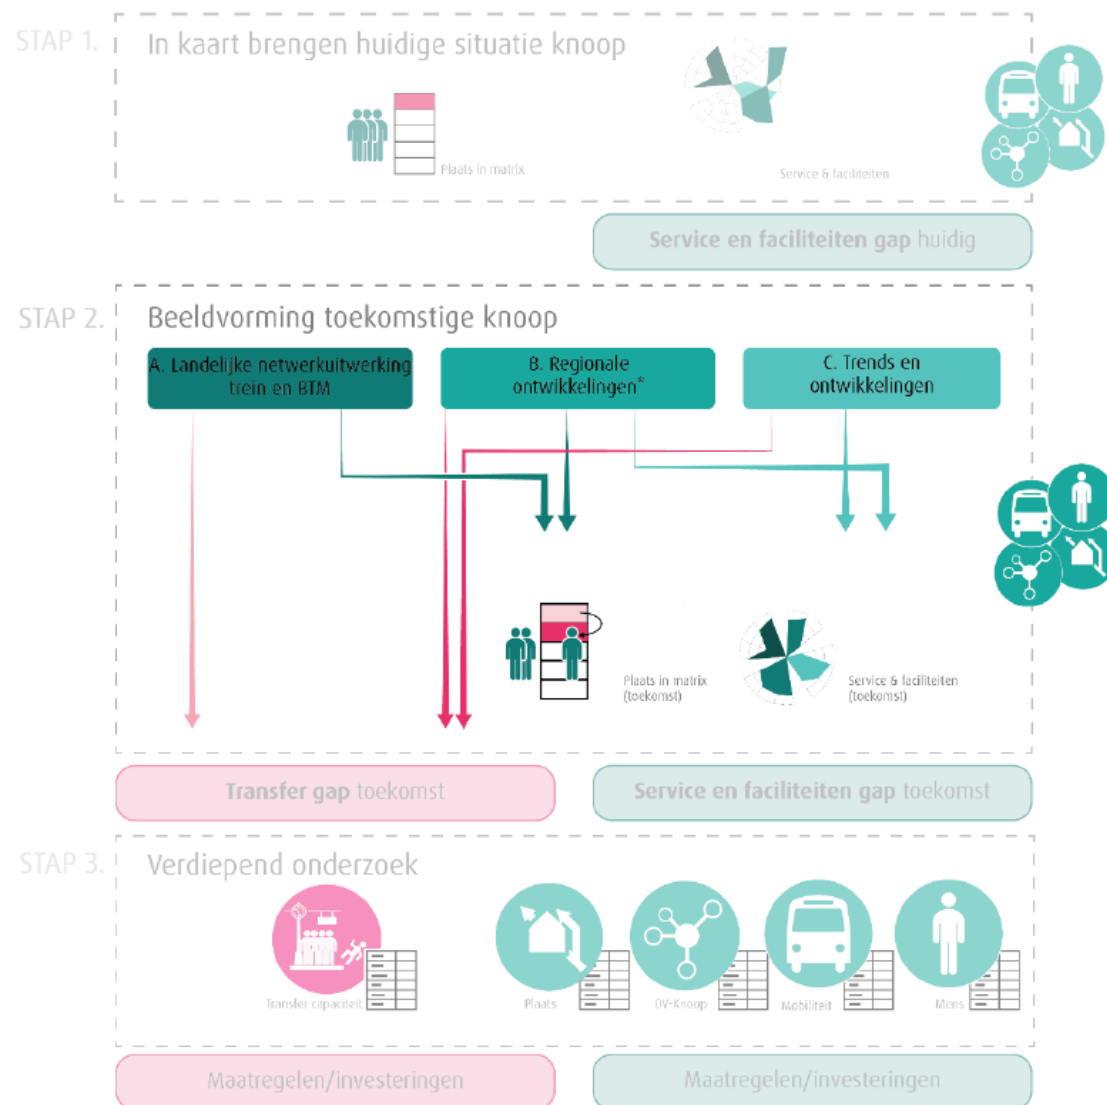 STAP 1.
In kaart brengen huidige situatie knoop
Plaats in matrix
Service & faciliteiten
Service en faciliteiten gap huidig
STAP 2.
Beeldvorming toekomstige knoop
A. Landelijke netwerkuitwerking
trein en BTM
B. Regionale
ontwikkelingen*
C. Trends en
ontwikkelingen
Plaats in matrix
(toekomst)
Service & faciliteiten
(toekomst)
Transfer gap toekomst
Service en faciliteiten gap toekomst
STAP 3.
Verdiepend onderzoek
Transfer capaciteit
Plaats
OV-Knoop
Mobiliteit
Mens
Maatregelen/investeringen
Maatregelen/investeringen